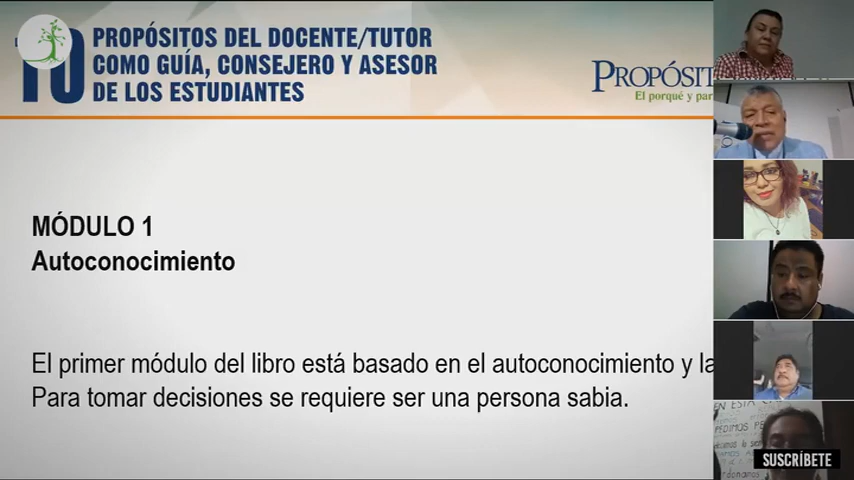 10
PROPÓSITOS DEL DOCENTE/TUTOR
COMO GUÍA, CONSEJERO Y ASESOR
DE LOS ESTUDIANTES
El porqué y
MÓDULO 1
Autoconocimiento
El primer módulo del libro está basado en el autoconocimiento y la
Para tomar decisiones se requiere ser una persona sabia.
EN ESTA
SUSCRÍBETE